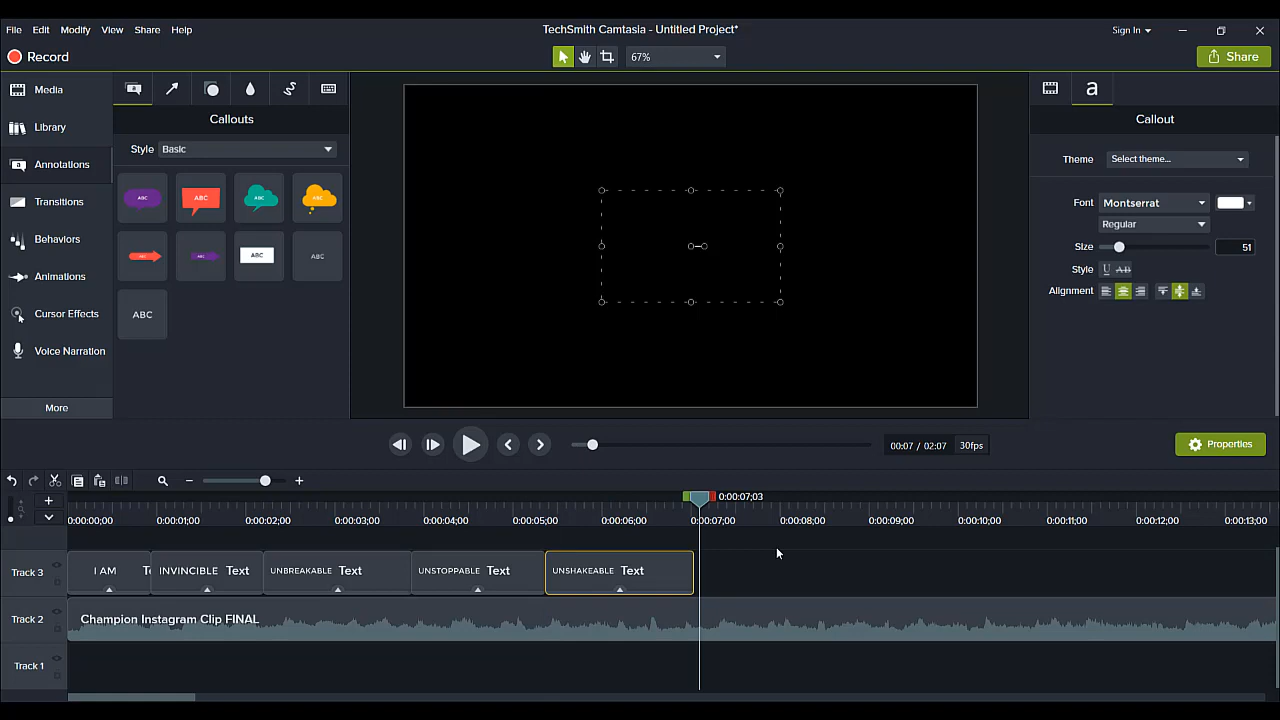 File Edit Modify View Share Help
TechSmith Camtasia - Untitled Project*
Sign In
Record
67%
Share
Media
Library
Annotations
Transitions
Behaviors
Animations
Cursor Effects
Voice Narration
More
Callouts
Style Basic
ABC ABC ABC ABC
ABC ABC ABC
ABC
Callout
Theme Select theme...
Font Montserrat
Regular
Size 51
Style U AB
Alignment
00:07 / 02:07 30fps
Properties
0:00:07;03
0:00:00;00 0:00:01;00 0:00:02;00 0:00:03;00 0:00:04;00 0:00:05;00 0:00:06;00 0:00:07;00 0:00:08;00 0:00:09;00 0:00:10;00 0:00:11;00 0:00:12;00 0:00:13;00
Track 3 I AM INVINCIBLE Text UNBREAKABLE Text UNSTOPPABLE Text UNSHAKEABLE Text
Track 2 Champion Instagram Clip FINAL
Track 1